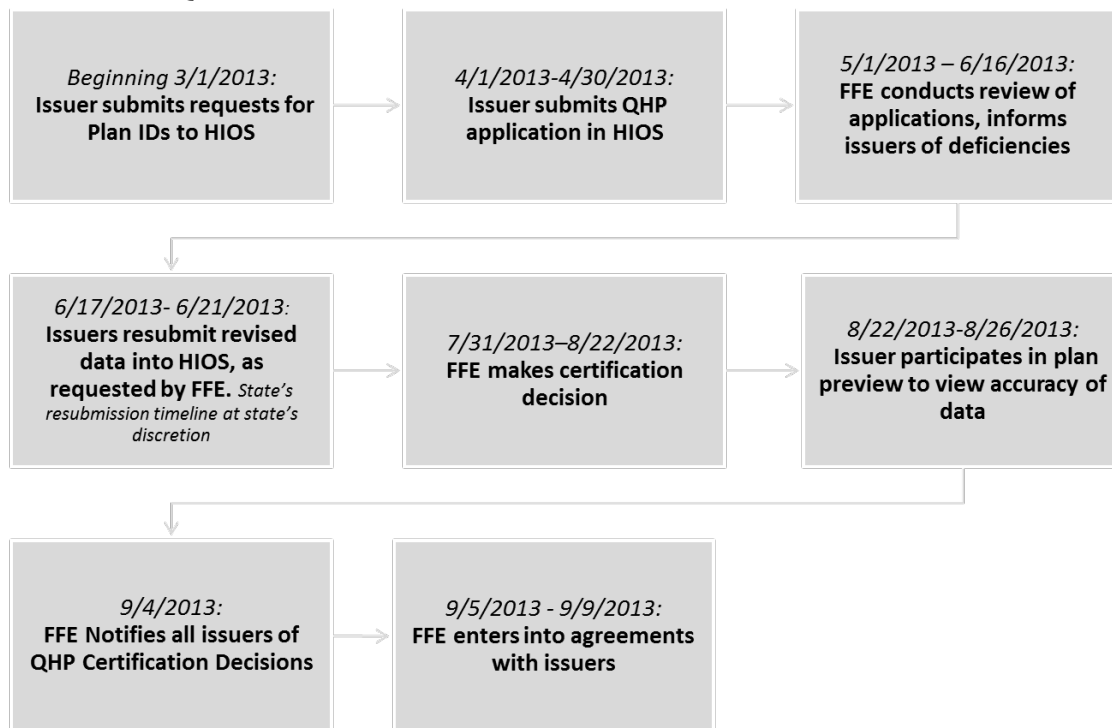 Beginning 3/1/2013:
Issuer submits requests for
Plan IDs to HIOS
4/1/2013-4/30/2013:
Issuer submits QHP
application in HIOS
5/1/2013 – 6/16/2013:
FFE conducts review of
applications, informs
issuers of deficiencies
6/17/2013- 6/21/2013:
Issuers resubmit revised
data into HIOS, as
requested by FFE. State's
resubmission timeline at state's
discretion
7/31/2013–8/22/2013:
FFE makes certification
decision
8/22/2013-8/26/2013:
Issuer participates in plan
preview to view accuracy of
data
9/4/2013:
FFE Notifies all issuers of
QHP Certification Decisions
9/5/2013 - 9/9/2013:
FFE enters into agreements
with issuers